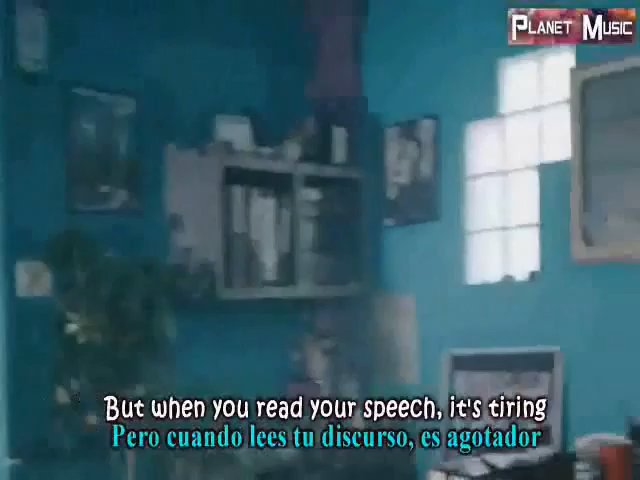 PLANET MUSIC
But when you read your speech, it's tiring
Pero cuando lees tu discurso, es agotador